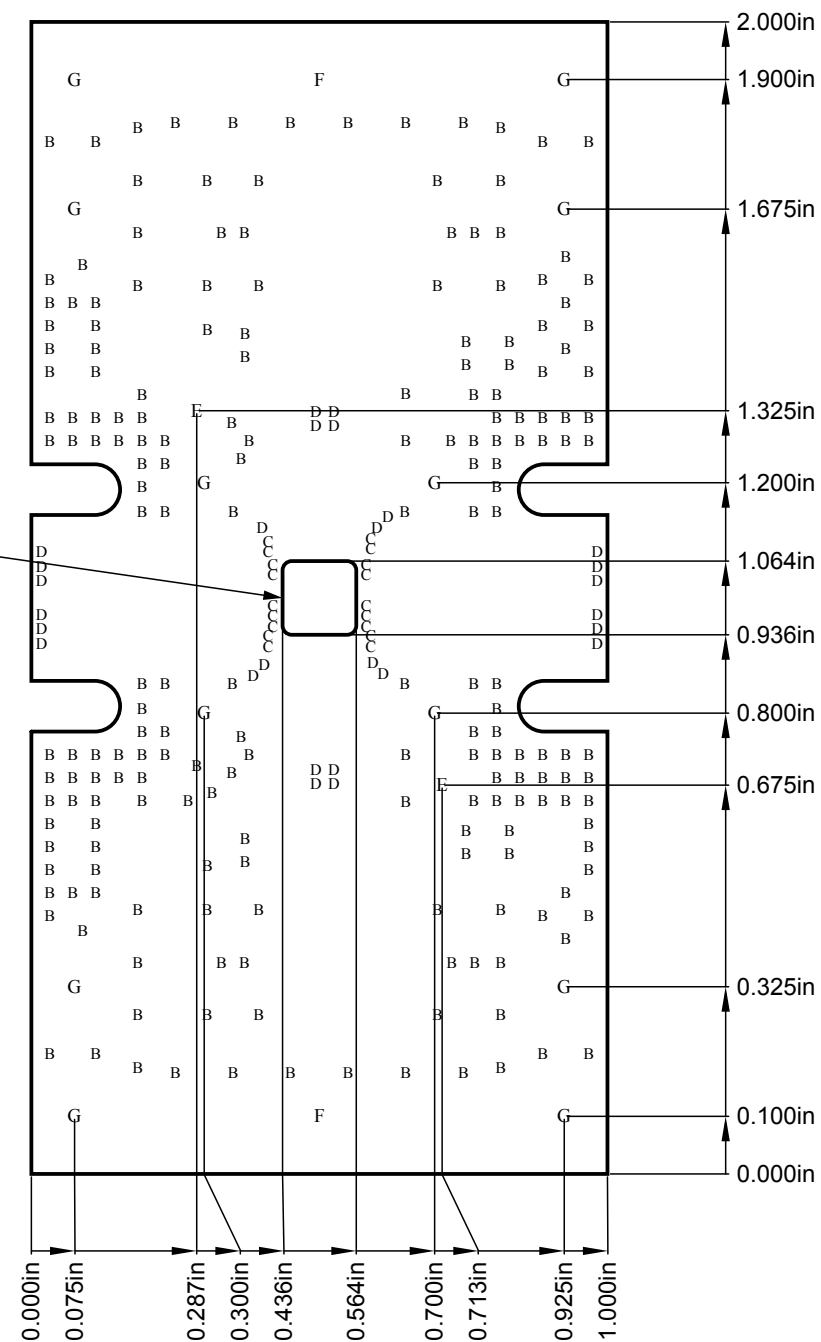 2.000in
G F G 1.900in
B B B B B B
B B
B B B B
B B B B B
G G 1.675in
B B B B B B
B
B
B B B
B B B B B
B B B B
B B B
B B B
B B
B B B B
B B B
B B B B B
B B B B
E D D 1.325in
B B B B B B B B B B
B D D
B B B B B B B B B B B B B B B
B B B B B
G G 1.200in
B B
B B B B B B
D
D D
C C
C C
D D
D 1.064in D
C C
D C C D
C C
C C
D C C D
D C C D
C C 0.936in
D C C D
D D
D D
B B B B B B
B B
G G 0.800in
B B B B
B
B B B B B B B B B B B B B B
B D D
B
B B B B B D D B B B B B
E 0.675in
B
B B B B B B B B B B B B B
B B B
B B
B
B B B
B B B B
B B
B B B
B B B B
B B B B B
B B B
B
B
B B B B B B
G G 0.325in
B B B B B
B B B B
B B
B B B B B B
G F G 0.100in
0.000in
0.000in
0.075in
0.287in
0.300in
0.436in
0.564in
0.700in
0.713in
0.925in
1.000in